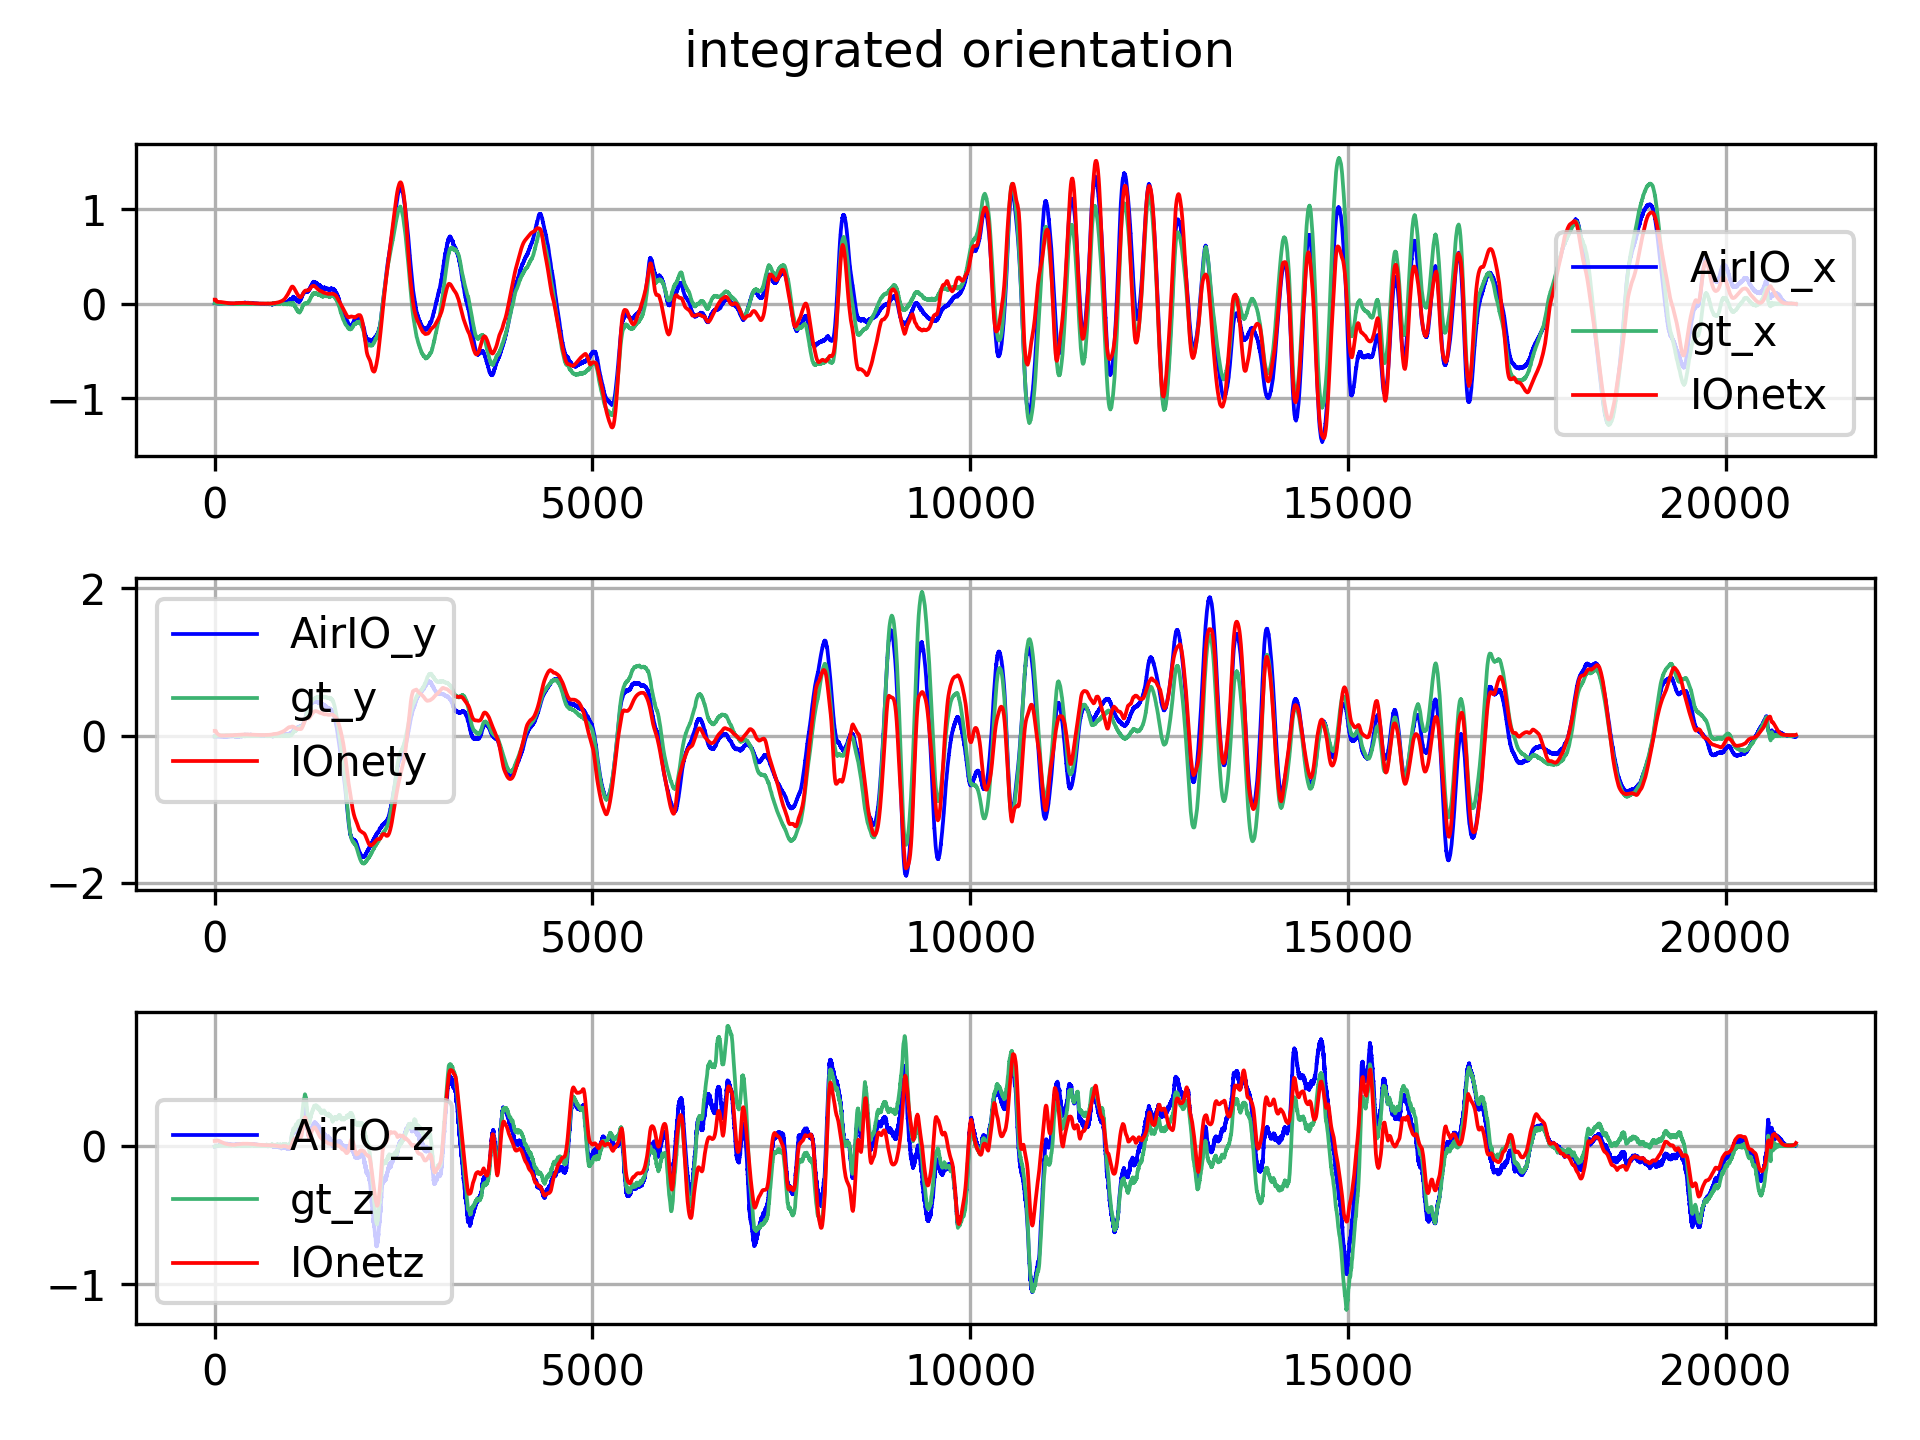 integrated orientation
1
0
−1
AirIO_x
gt_x
IOnetx
0 5000 10000 15000 20000
2
0
−2
AirIO_y
gt_y
IOnety
0 5000 10000 15000 20000
0
−1
AirIO_z
gt_z
IOnetz
0 5000 10000 15000 20000